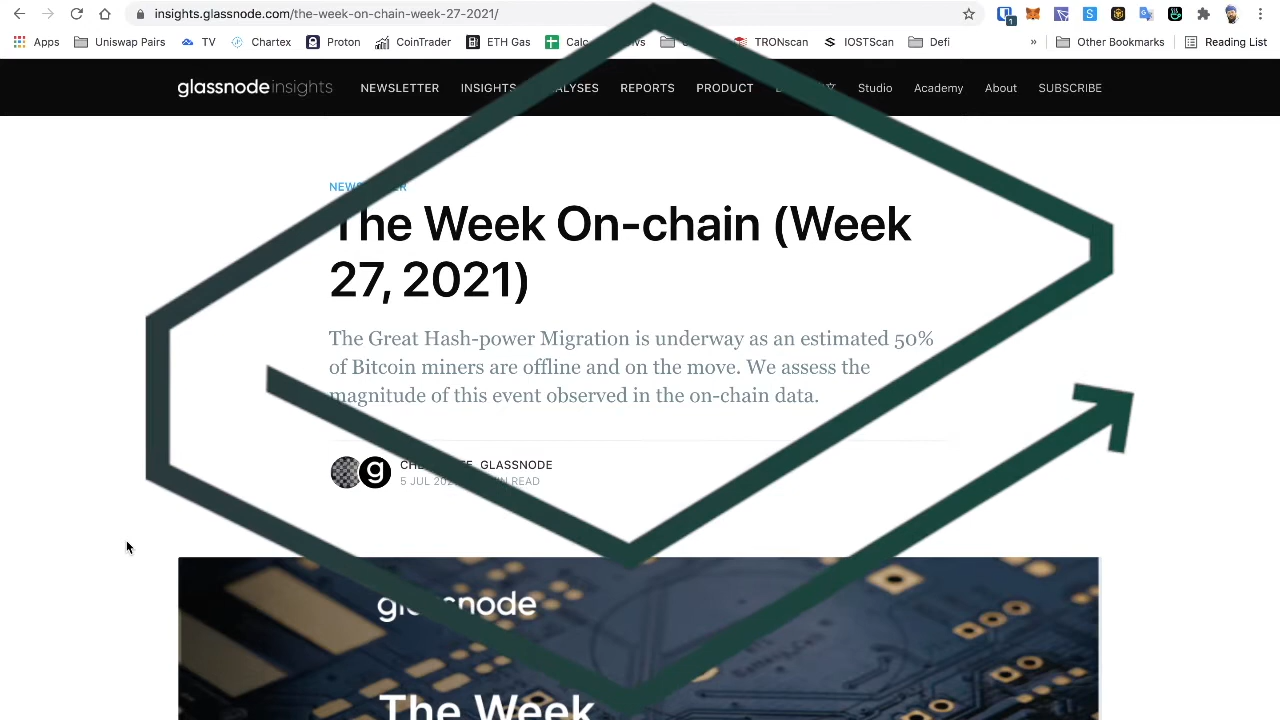 insights.glassnode.com/the-week-on-chain-week-27-2021/
Apps Uniswap Pairs TV Chartex Proton CoinTrader ETH Gas TRONscan IOSTScan Defi » Other Bookmarks Reading List
glassnodeinsights NEWSLETTER INSIGHTS REPORTS PRODUCT Studio Academy About SUBSCRIBE
The Week On-chain (Week
27, 2021)
The Great Hash-power Migration is underway as an estimated 50%
of Bitcoin miners are offline and on the move. We assess the
magnitude of this event observed in the on-chain data.
GLASSNODE
5 JUL READ
glassnode
The Week